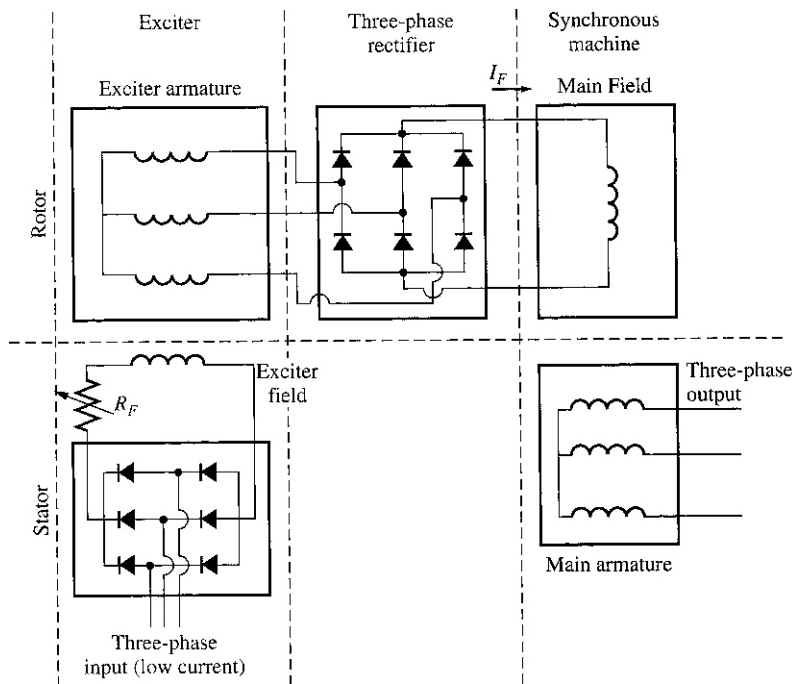 Exciter
Three-phase
rectifier
Synchronous
machine
Exciter armature
I_F
Main Field
Rotor
Exciter
field
R_F
Three-phase
output
Stator
Main armature
Three-phase
input (low current)